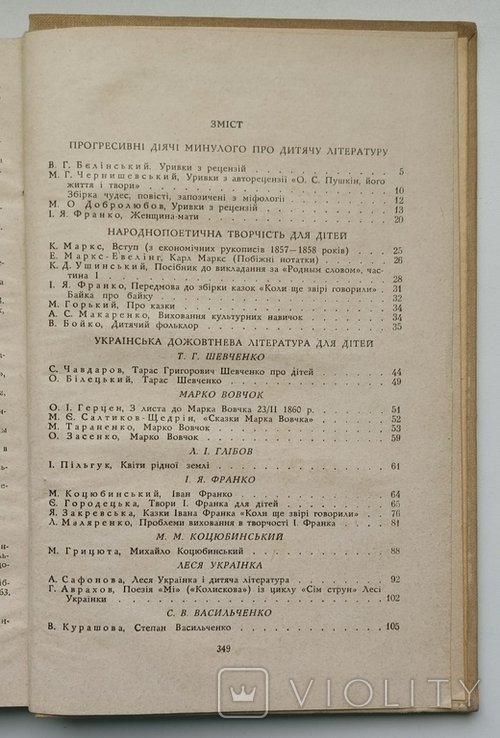 ЗМІСТ
ПРОГРЕСИВНІ ДІЯЧІ МИНУЛОГО ПРО ДИТЯЧУ ЛІТЕРАТУРУ
В. Г. Бєлінський. Уривки з рецензій . . . 5
М. Г. Чернишевський, Уривки з авторецензії «О. С. Пушкін, його
життя і твори» . . . 10
Збірка чудес, повісті, запозичені з міфології . . . 12
М. О. Добролюбов, Уривки з рецензій . . . 13
І. Я. Франко, Женщина-мати . . . 20
НАРОДНОПОЕТИЧНА ТВОРЧІСТЬ ДЛЯ ДІТЕЙ
К. Маркс, Вступ (з економічних рукописів 1857—1858 років) . . . 25
Е. Маркс-Евелінг, Карл Маркс (Побіжні нотатки) . . . 26
К. Д. Ушинський, Посібник до викладання за «Родным словом», час-
тина I . . . 28
І. Я. Франко, Передмова до збірки казок «Коли ще звірі говорили» . 31
Байка про байку . . . 32
М. Горький, Про казки . . . 34
А. С. Макаренко, Виховання культурних навичок . . . 34
В. Бойко, Дитячий фольклор . . . 35
УКРАЇНСЬКА ДОЖОВТНЕВА ЛІТЕРАТУРА ДЛЯ ДІТЕЙ
Т. Г. ШЕВЧЕНКО
С. Чавдаров, Тарас Григорович Шевченко про дітей . . . 44
О. Білецький, Тарас Шевченко . . . 49
МАРКО ВОВЧОК
О. І. Герцен, З листа до Марка Вовчка 23/II 1860 р. . . . 51
М. Є. Салтиков-Щедрін, «Сказки Марка Вовчка» . . . 52
М. Тараненко, Марко Вовчок . . . 53
О. Засенко, Марко Вовчок . . . 59
Л. І. ГЛІБОВ
І. Пільгук, Квіти рідної землі . . . 61
І. Я. ФРАНКО
М. Коцюбинський, Іван Франко . . . 64
Є. Городецька, Твори І. Франка для дітей . . . 65
Я. Закревська, Казки Івана Франка «Коли ще звірі говорили» . . . 76
Л. Маляренко, Проблеми виховання в творчості І. Франка . . . 81
М. М. КОЦЮБИНСЬКИЙ
М. Грицюта, Михайло Коцюбинський . . . 88
ЛЕСЯ УКРАЇНКА
А. Сафонова, Леся Українка і дитяча література . . . 92
Г. Аврахов, Поезія «Мі» («Колискова») із циклу «Сім струн» Лесі
Українки . . . 102
С. В. ВАСИЛЬЧЕНКО
В. Курашова, Степан Васильченко . . . 105
349
VIOLITY